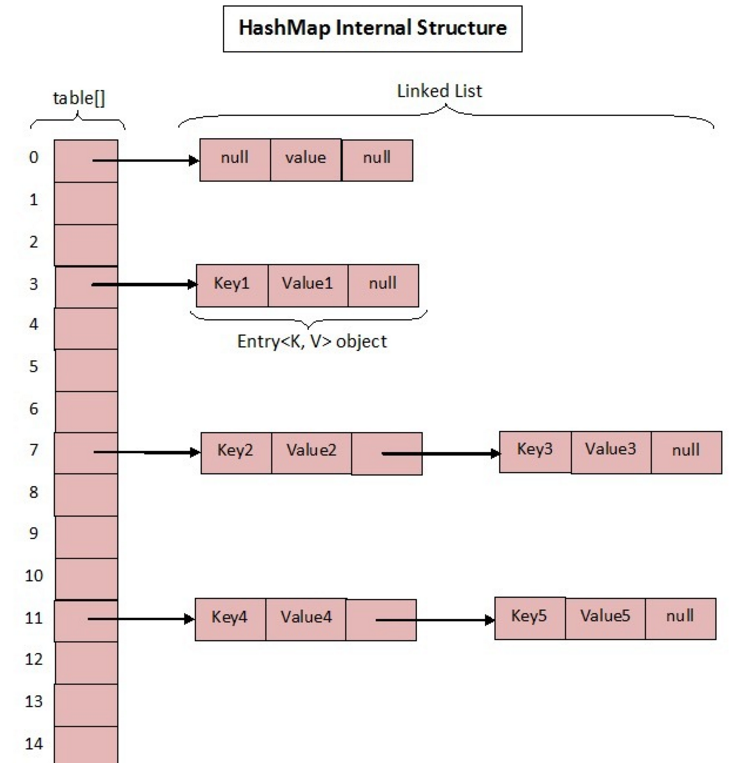 HashMap Internal Structure
table[]
Linked List
0
null value null
1
2
3
Key1 Value1 null
4
Entry<K, V> object
5
6
7
Key2 Value2
Key3 Value3 null
8
9
10
11
Key4 Value4
Key5 Value5 null
12
13
14